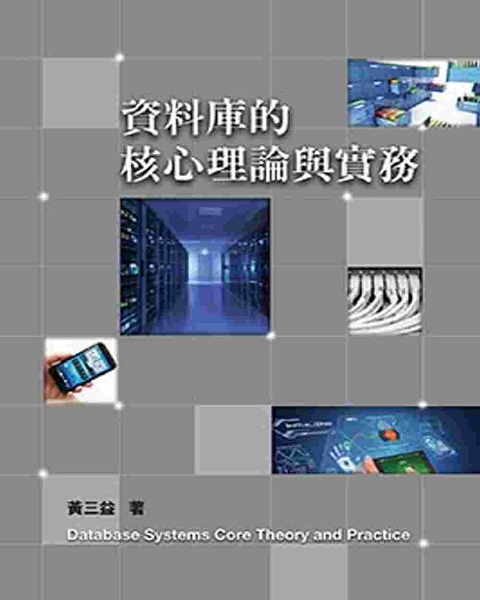 資料庫的
核心理論與實務
黃三益 著
Database Systems Core Theory and Practice